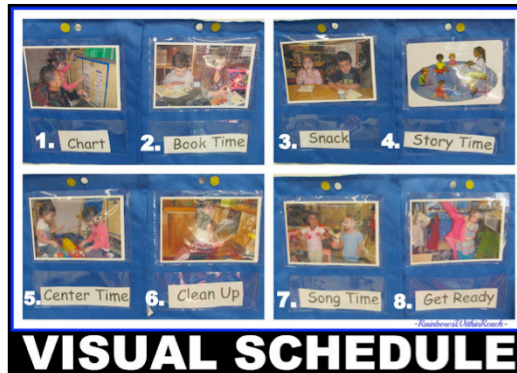 1. Chart
2. Book Time
3. Snack
4. Story Time
5. Center Time
6. Clean Up
7. Song Time
8. Get Ready
~RainbowsWithinReach~
VISUAL SCHEDULE